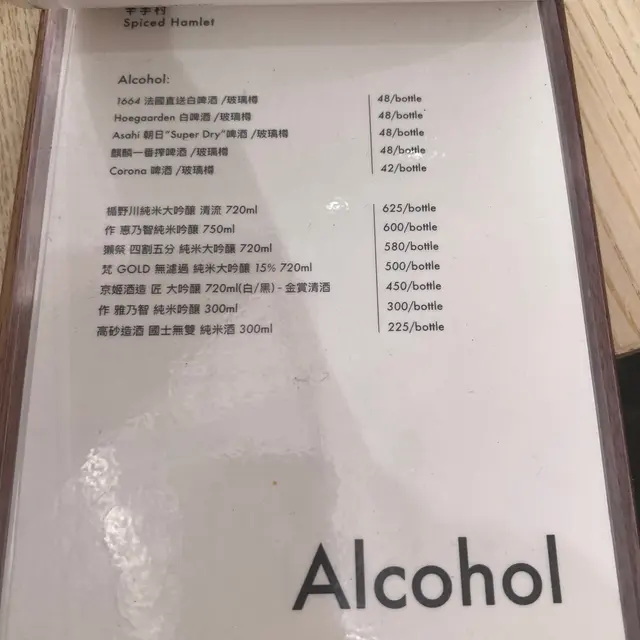 辛手村
Spiced Hamlet
Alcohol:
1664 法國直送白啤酒 /玻璃樽 48/bottle
Hoegaarden 白啤酒 /玻璃樽 48/bottle
Asahi 朝日"Super Dry"啤酒 /玻璃樽 48/bottle
麒麟一番搾啤酒 /玻璃樽 48/bottle
Corona 啤酒 /玻璃樽 42/bottle
楯野川純米大吟釀 清流 720ml 625/bottle
作 恵乃智純米吟釀 750ml 600/bottle
獺祭 四割五分 純米大吟釀 720ml 580/bottle
梵 GOLD 無濾過 純米大吟釀 15% 720ml 500/bottle
京姬酒造 匠 大吟釀 720ml(白/黑) - 金賞清酒 450/bottle
作 雅乃智 純米吟釀 300ml 300/bottle
高砂造酒 國士無雙 純米酒 300ml 225/bottle
Alcohol